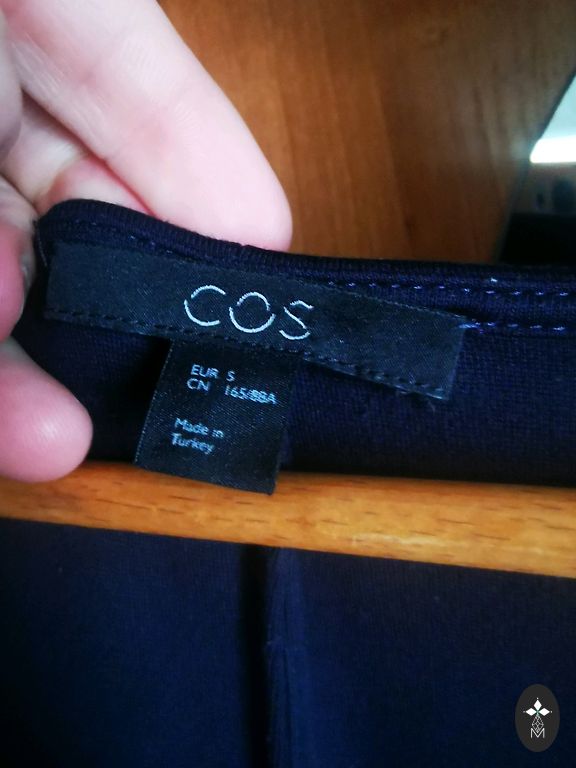 COS
EUR S
CN 165/88A
Made in
Turkey
M